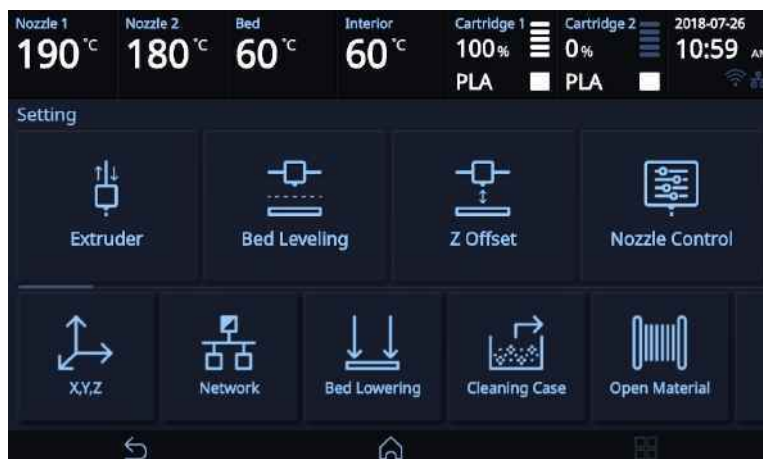 Nozzle 1 Nozzle 2 Bed Interior Cartridge 1 Cartridge 2 2018-07-26
190°C 180°C 60°C 60°C 100% 0% 10:59 AM
PLA PLA
Setting
Extruder Bed Leveling Z Offset Nozzle Control
X,Y,Z Network Bed Lowering Cleaning Case Open Material